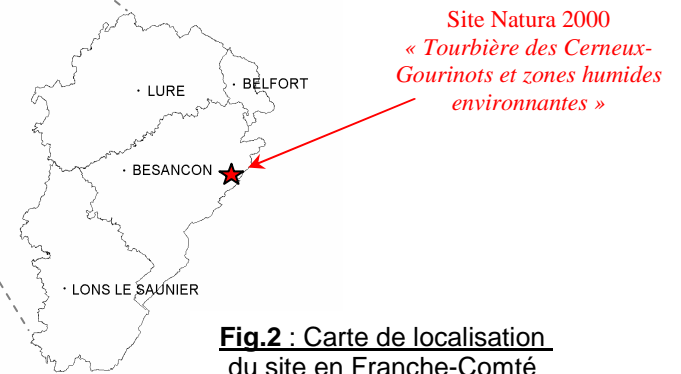 Site Natura 2000
« Tourbière des Cerneux-
Gourinots et zones humides
environnantes »
LURE
BELFORT
BESANCON
LONS LE SAUNIER
Fig.2 : Carte de localisation
du site en Franche-Comté